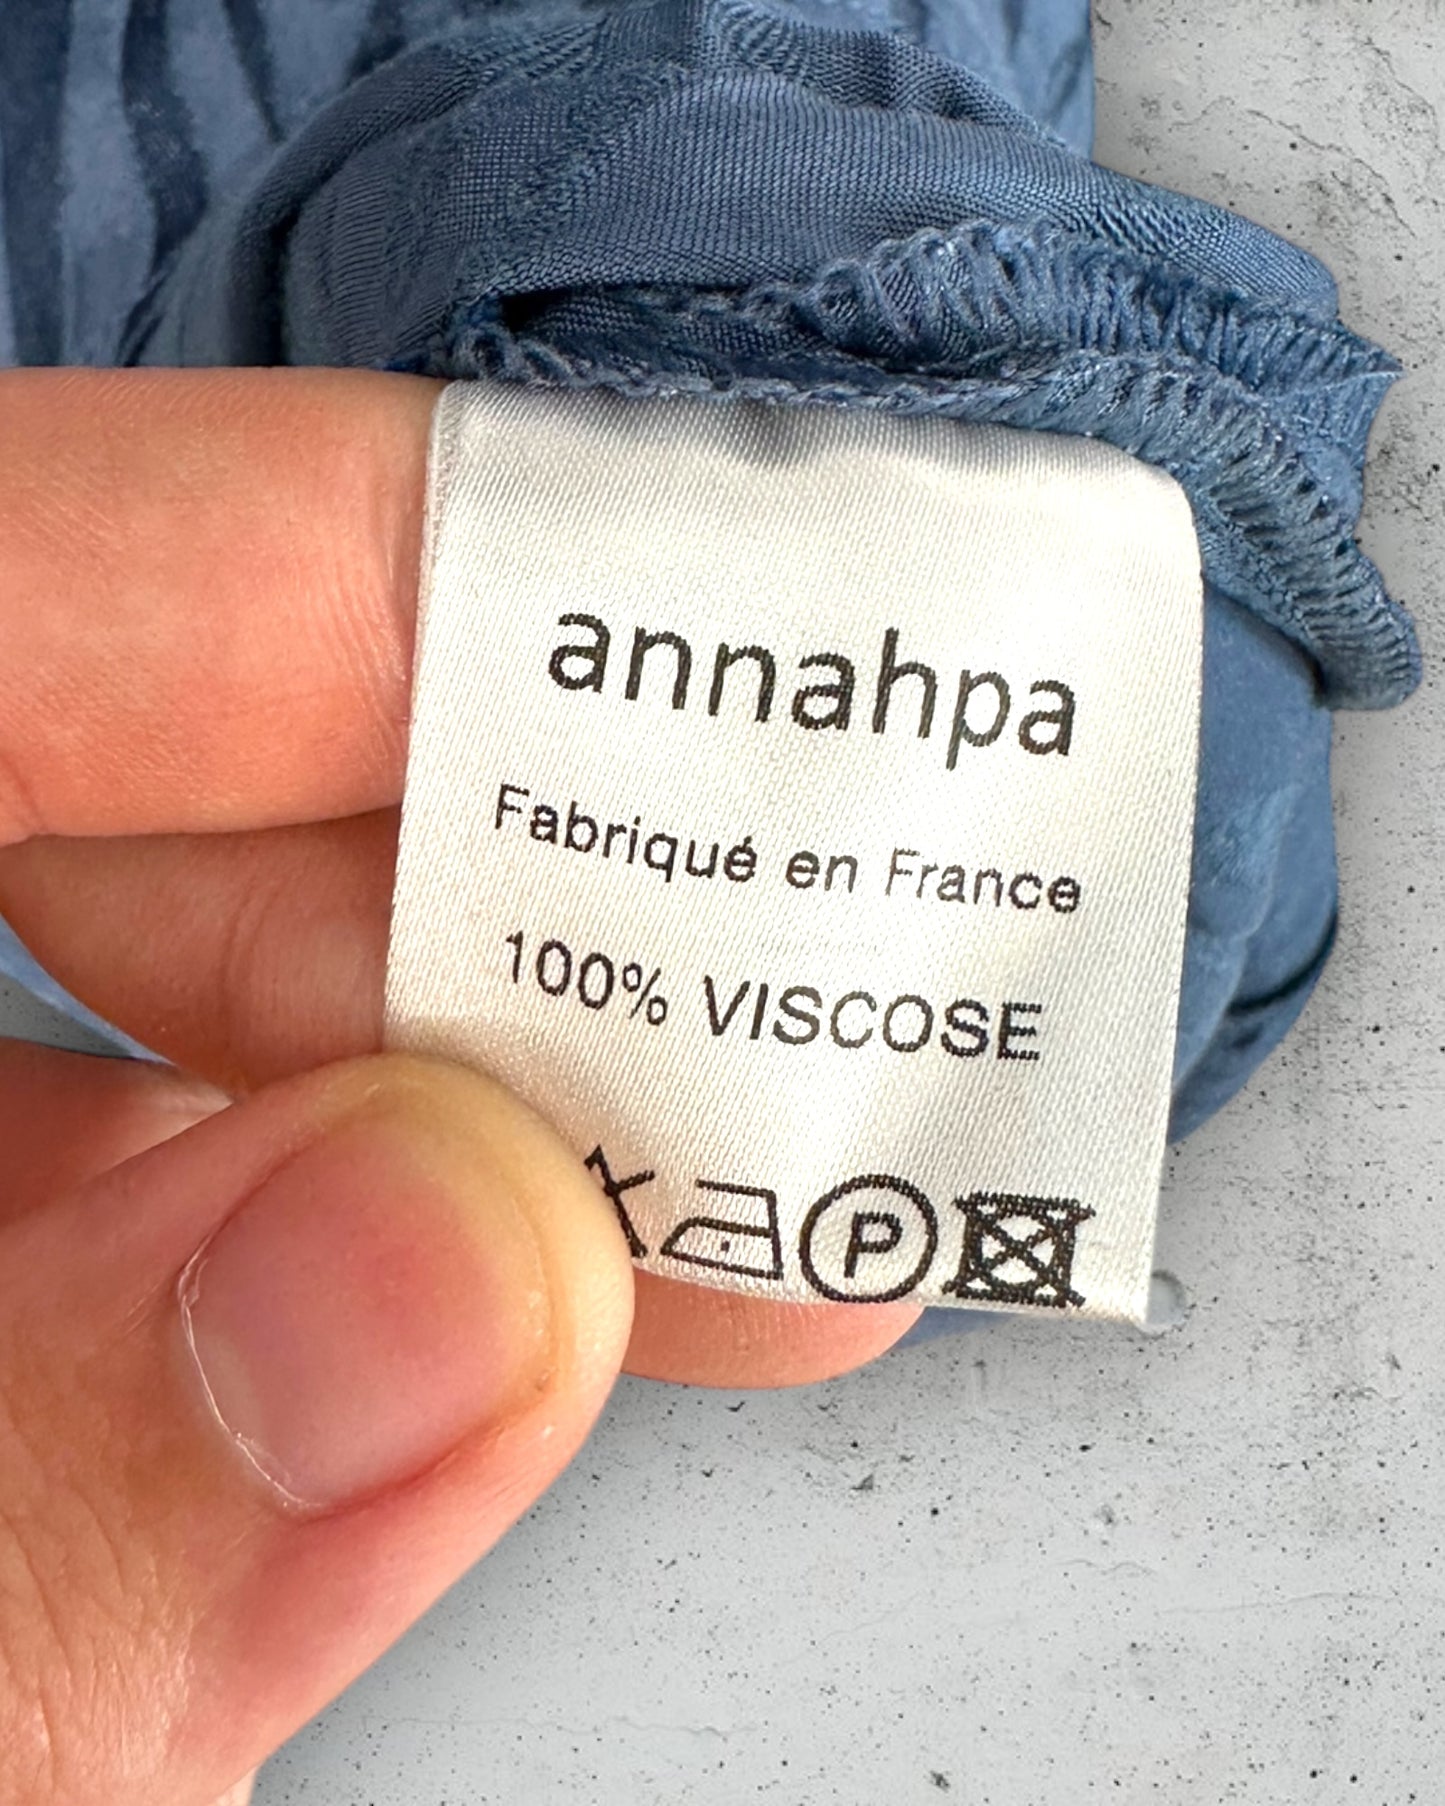 annahpa
Fabriqué en France
100% VISCOSE
P